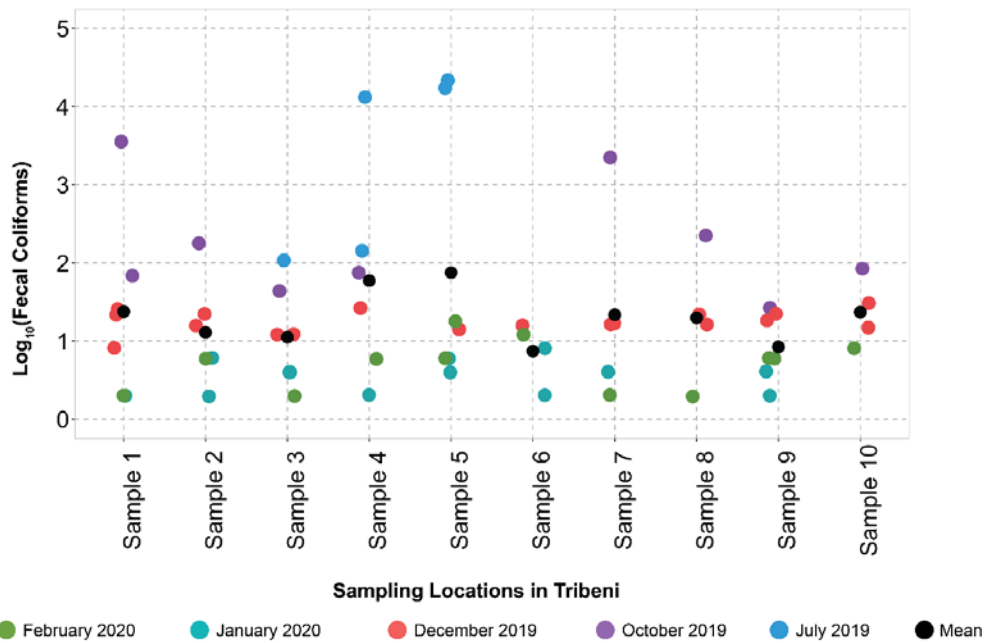 Log₁₀(Fecal Coliforms)
5
4
3
2
1
0
Sample 1
Sample 2
Sample 3
Sample 4
Sample 5
Sample 6
Sample 7
Sample 8
Sample 9
Sample 10
Sampling Locations in Tribeni
February 2020
January 2020
December 2019
October 2019
July 2019
Mean